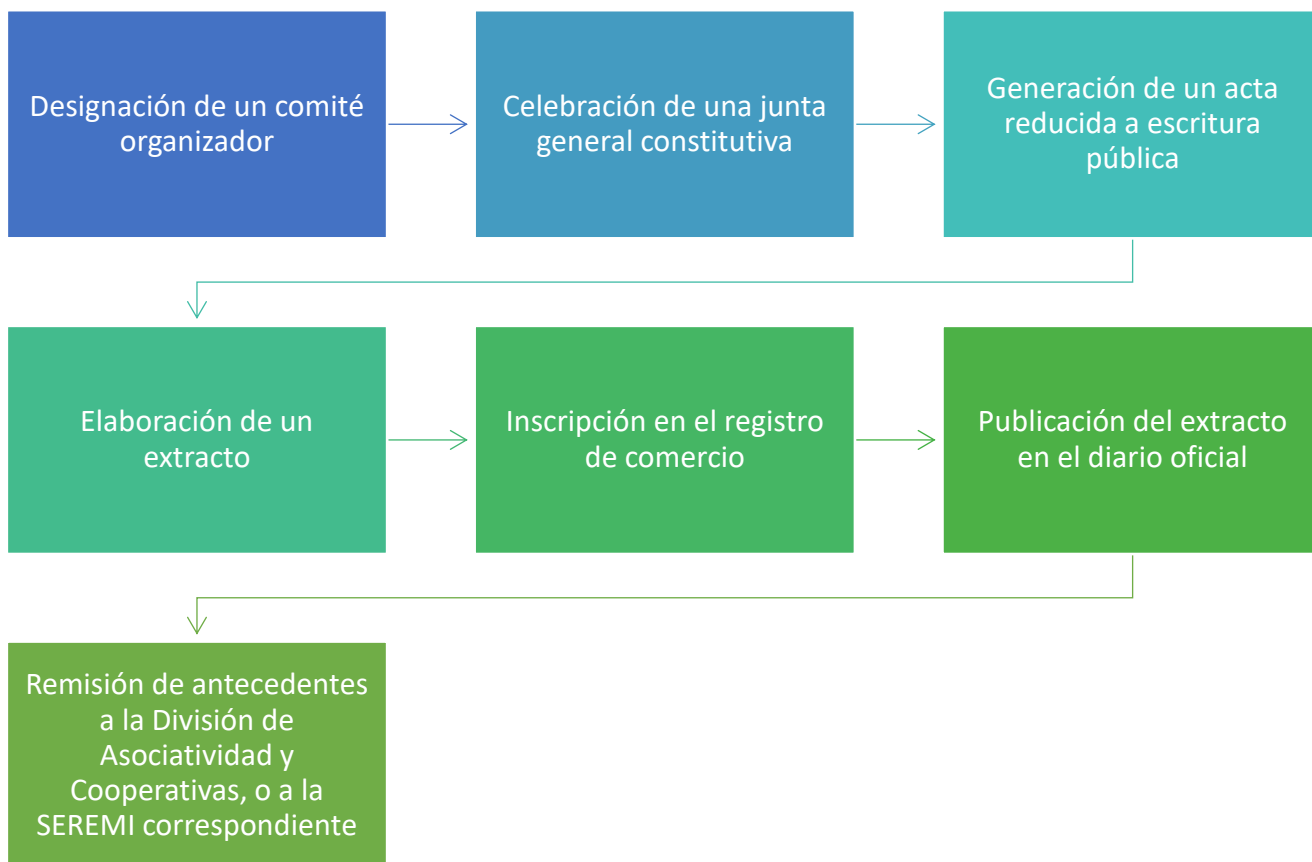 Designación de un comité
organizador
Celebración de una junta
general constitutiva
Generación de un acta
reducida a escritura
pública
Elaboración de un
extracto
Inscripción en el registro
de comercio
Publicación del extracto
en el diario oficial
Remisión de antecedentes
a la División de
Asociatividad y
Cooperativas, o a la
SEREMI correspondiente